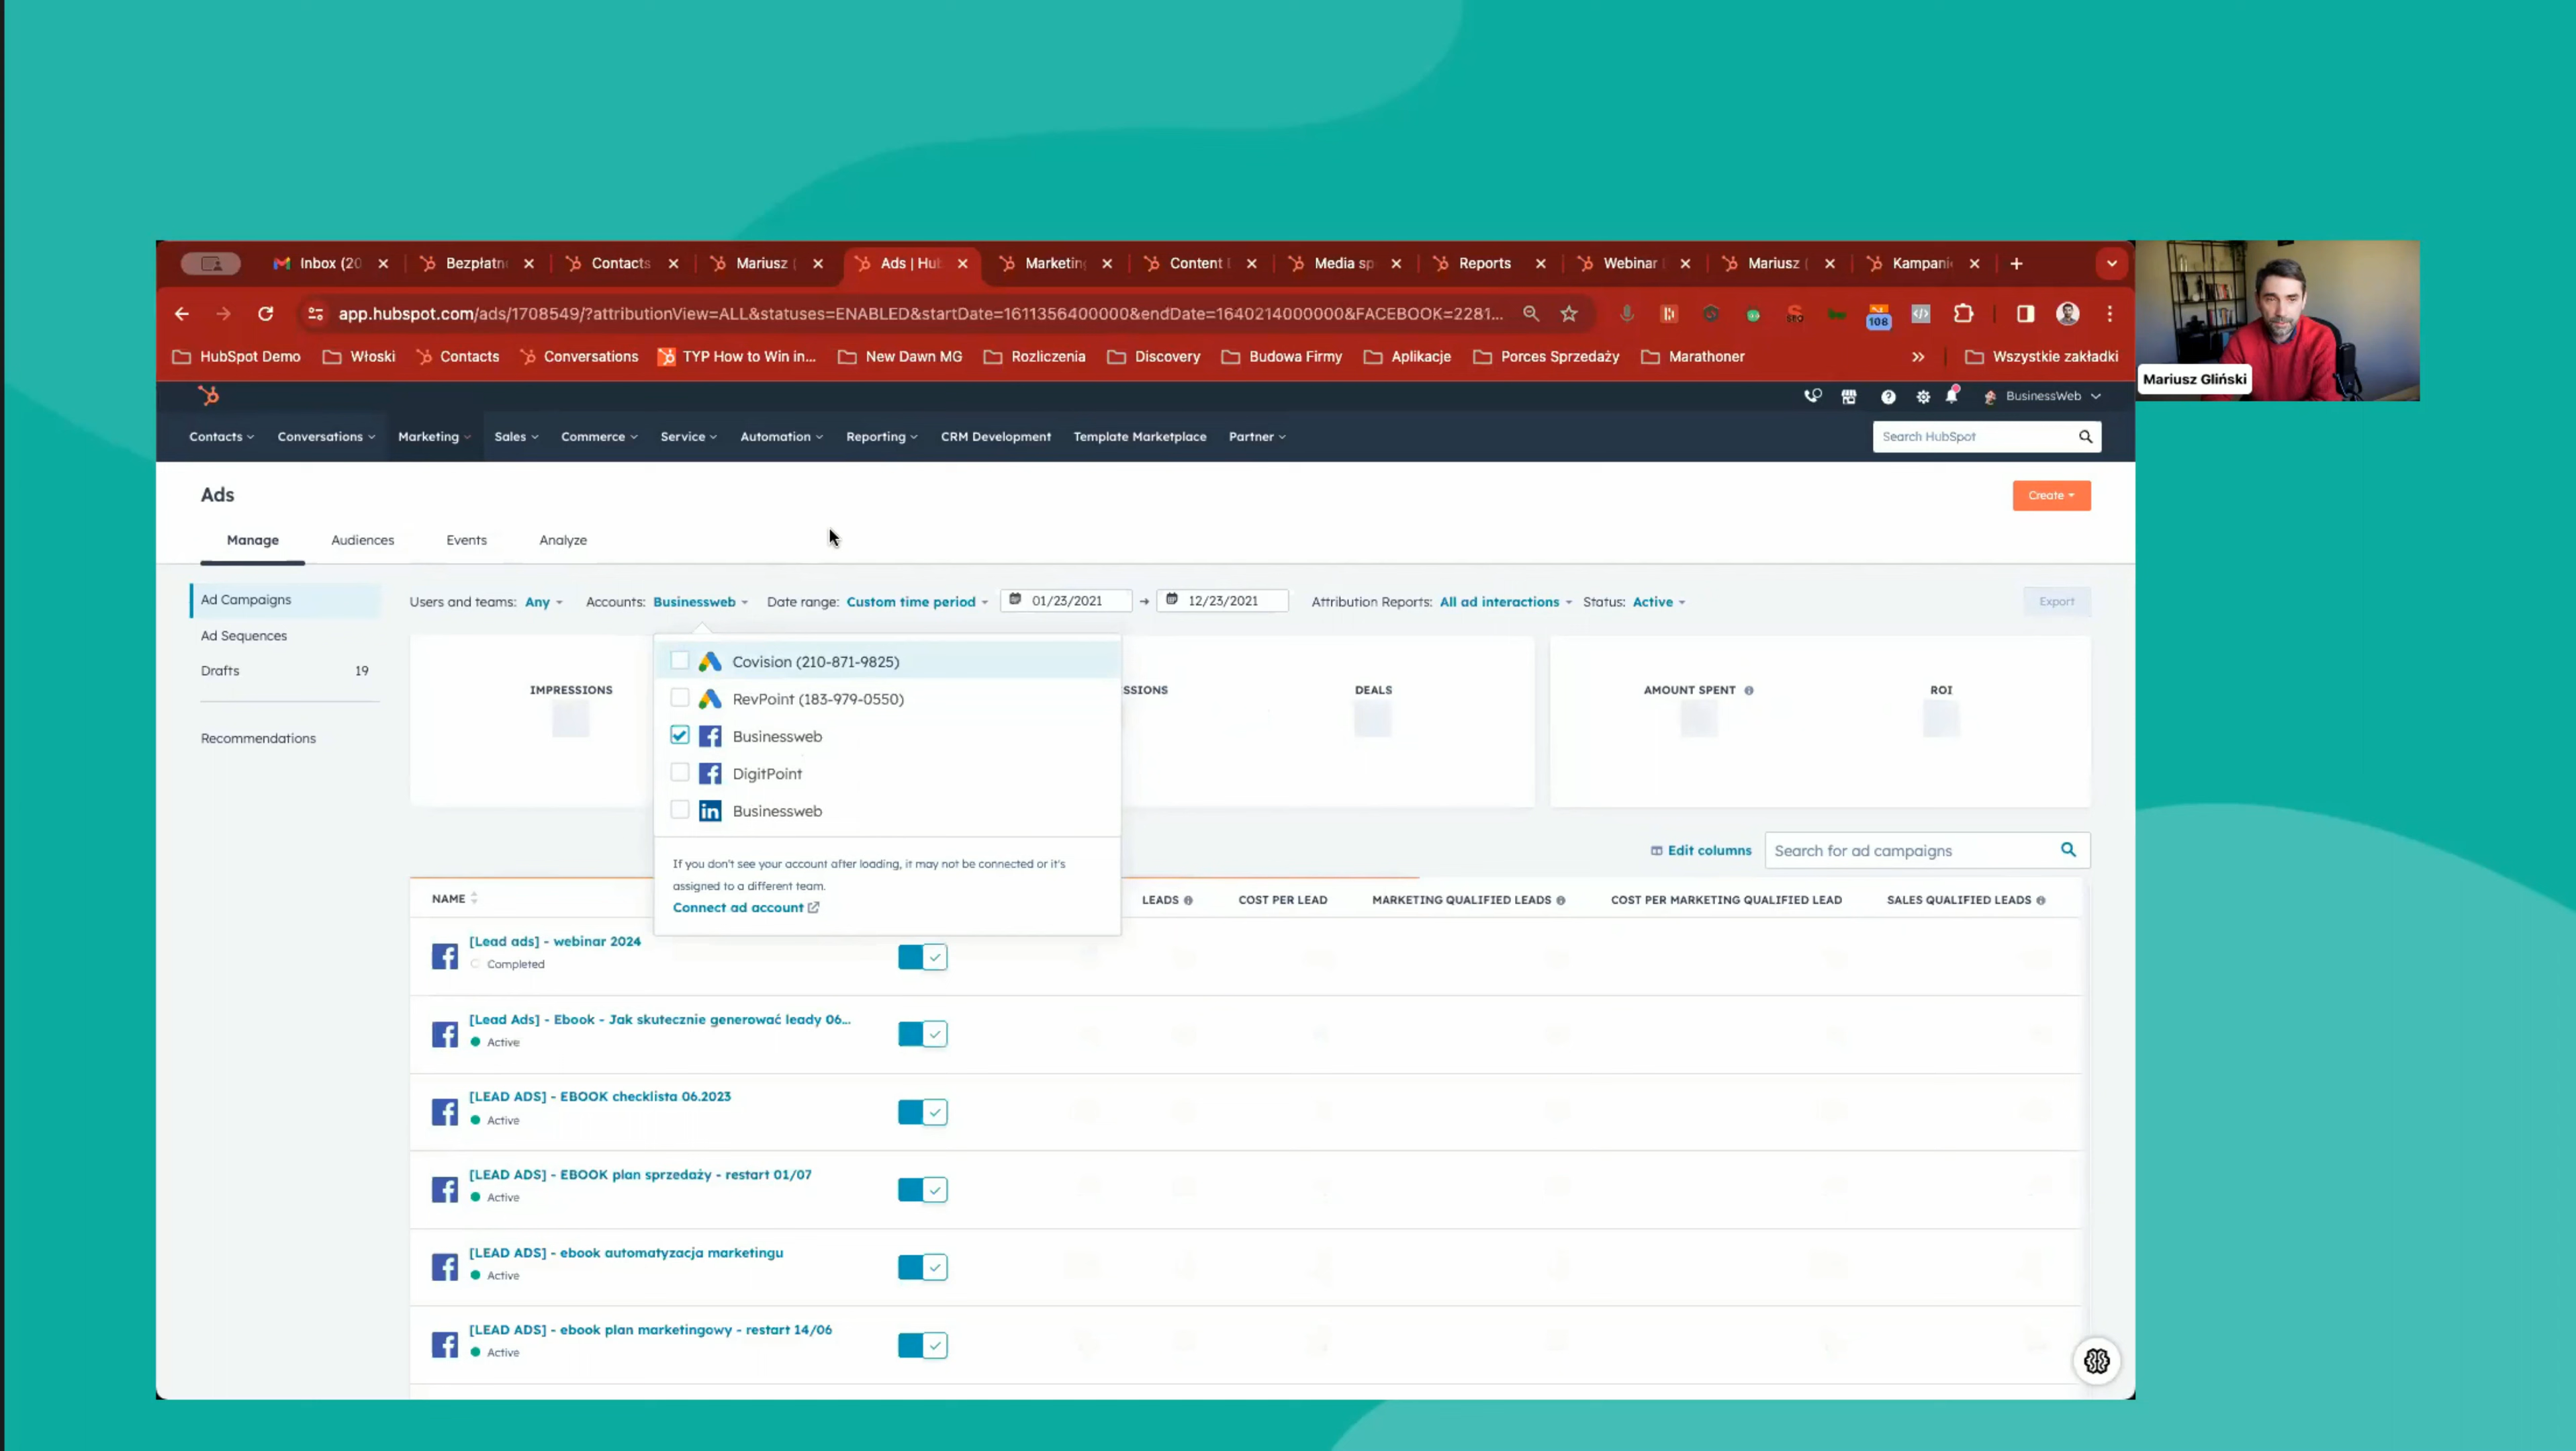 Inbox (20
Bezpłatn
Contacts
Mariusz (
Ads | Hu
Marketin
Content
Media sp
Reports
Webinar
Mariusz (
Kampani
app.hubspot.com/ads/1708549/?attributionView=ALL&statuses=ENABLED&startDate=1611356400000&endDate=1640214000000&FACEBOOK=2281...
108
HubSpot Demo
Włoski
Contacts
Conversations
TYP How to Win in...
New Dawn MG
Rozliczenia
Discovery
Budowa Firmy
Aplikacje
Porces Sprzedaży
Marathoner
Wszystkie zakładki
Mariusz Gliński
BusinessWeb
Contacts
Conversations
Marketing
Sales
Commerce
Service
Automation
Reporting
CRM Development
Template Marketplace
Partner
Search HubSpot
Ads
Create
Manage
Audiences
Events
Analyze
Ad Campaigns
Ad Sequences
Drafts 19
Recommendations
Users and teams: Any
Accounts: Businessweb
Date range: Custom time period
01/23/2021
12/23/2021
Attribution Reports: All ad interactions
Status: Active
Export
Covision (210-871-9825)
RevPoint (183-979-0550)
Businessweb
DigitPoint
Businessweb
If you don't see your account after loading, it may not be connected or it's
assigned to a different team.
Connect ad account
IMPRESSIONS
SSIONS
DEALS
AMOUNT SPENT
ROI
Edit columns
Search for ad campaigns
NAME
LEADS
COST PER LEAD
MARKETING QUALIFIED LEADS
COST PER MARKETING QUALIFIED LEAD
SALES QUALIFIED LEADS
[Lead ads] - webinar 2024
Completed
[Lead Ads] - Ebook - Jak skutecznie generować leady 06...
Active
[LEAD ADS] - EBOOK checklista 06.2023
Active
[LEAD ADS] - EBOOK plan sprzedaży - restart 01/07
Active
[LEAD ADS] - ebook automatyzacja marketingu
Active
[LEAD ADS] - ebook plan marketingowy - restart 14/06
Active